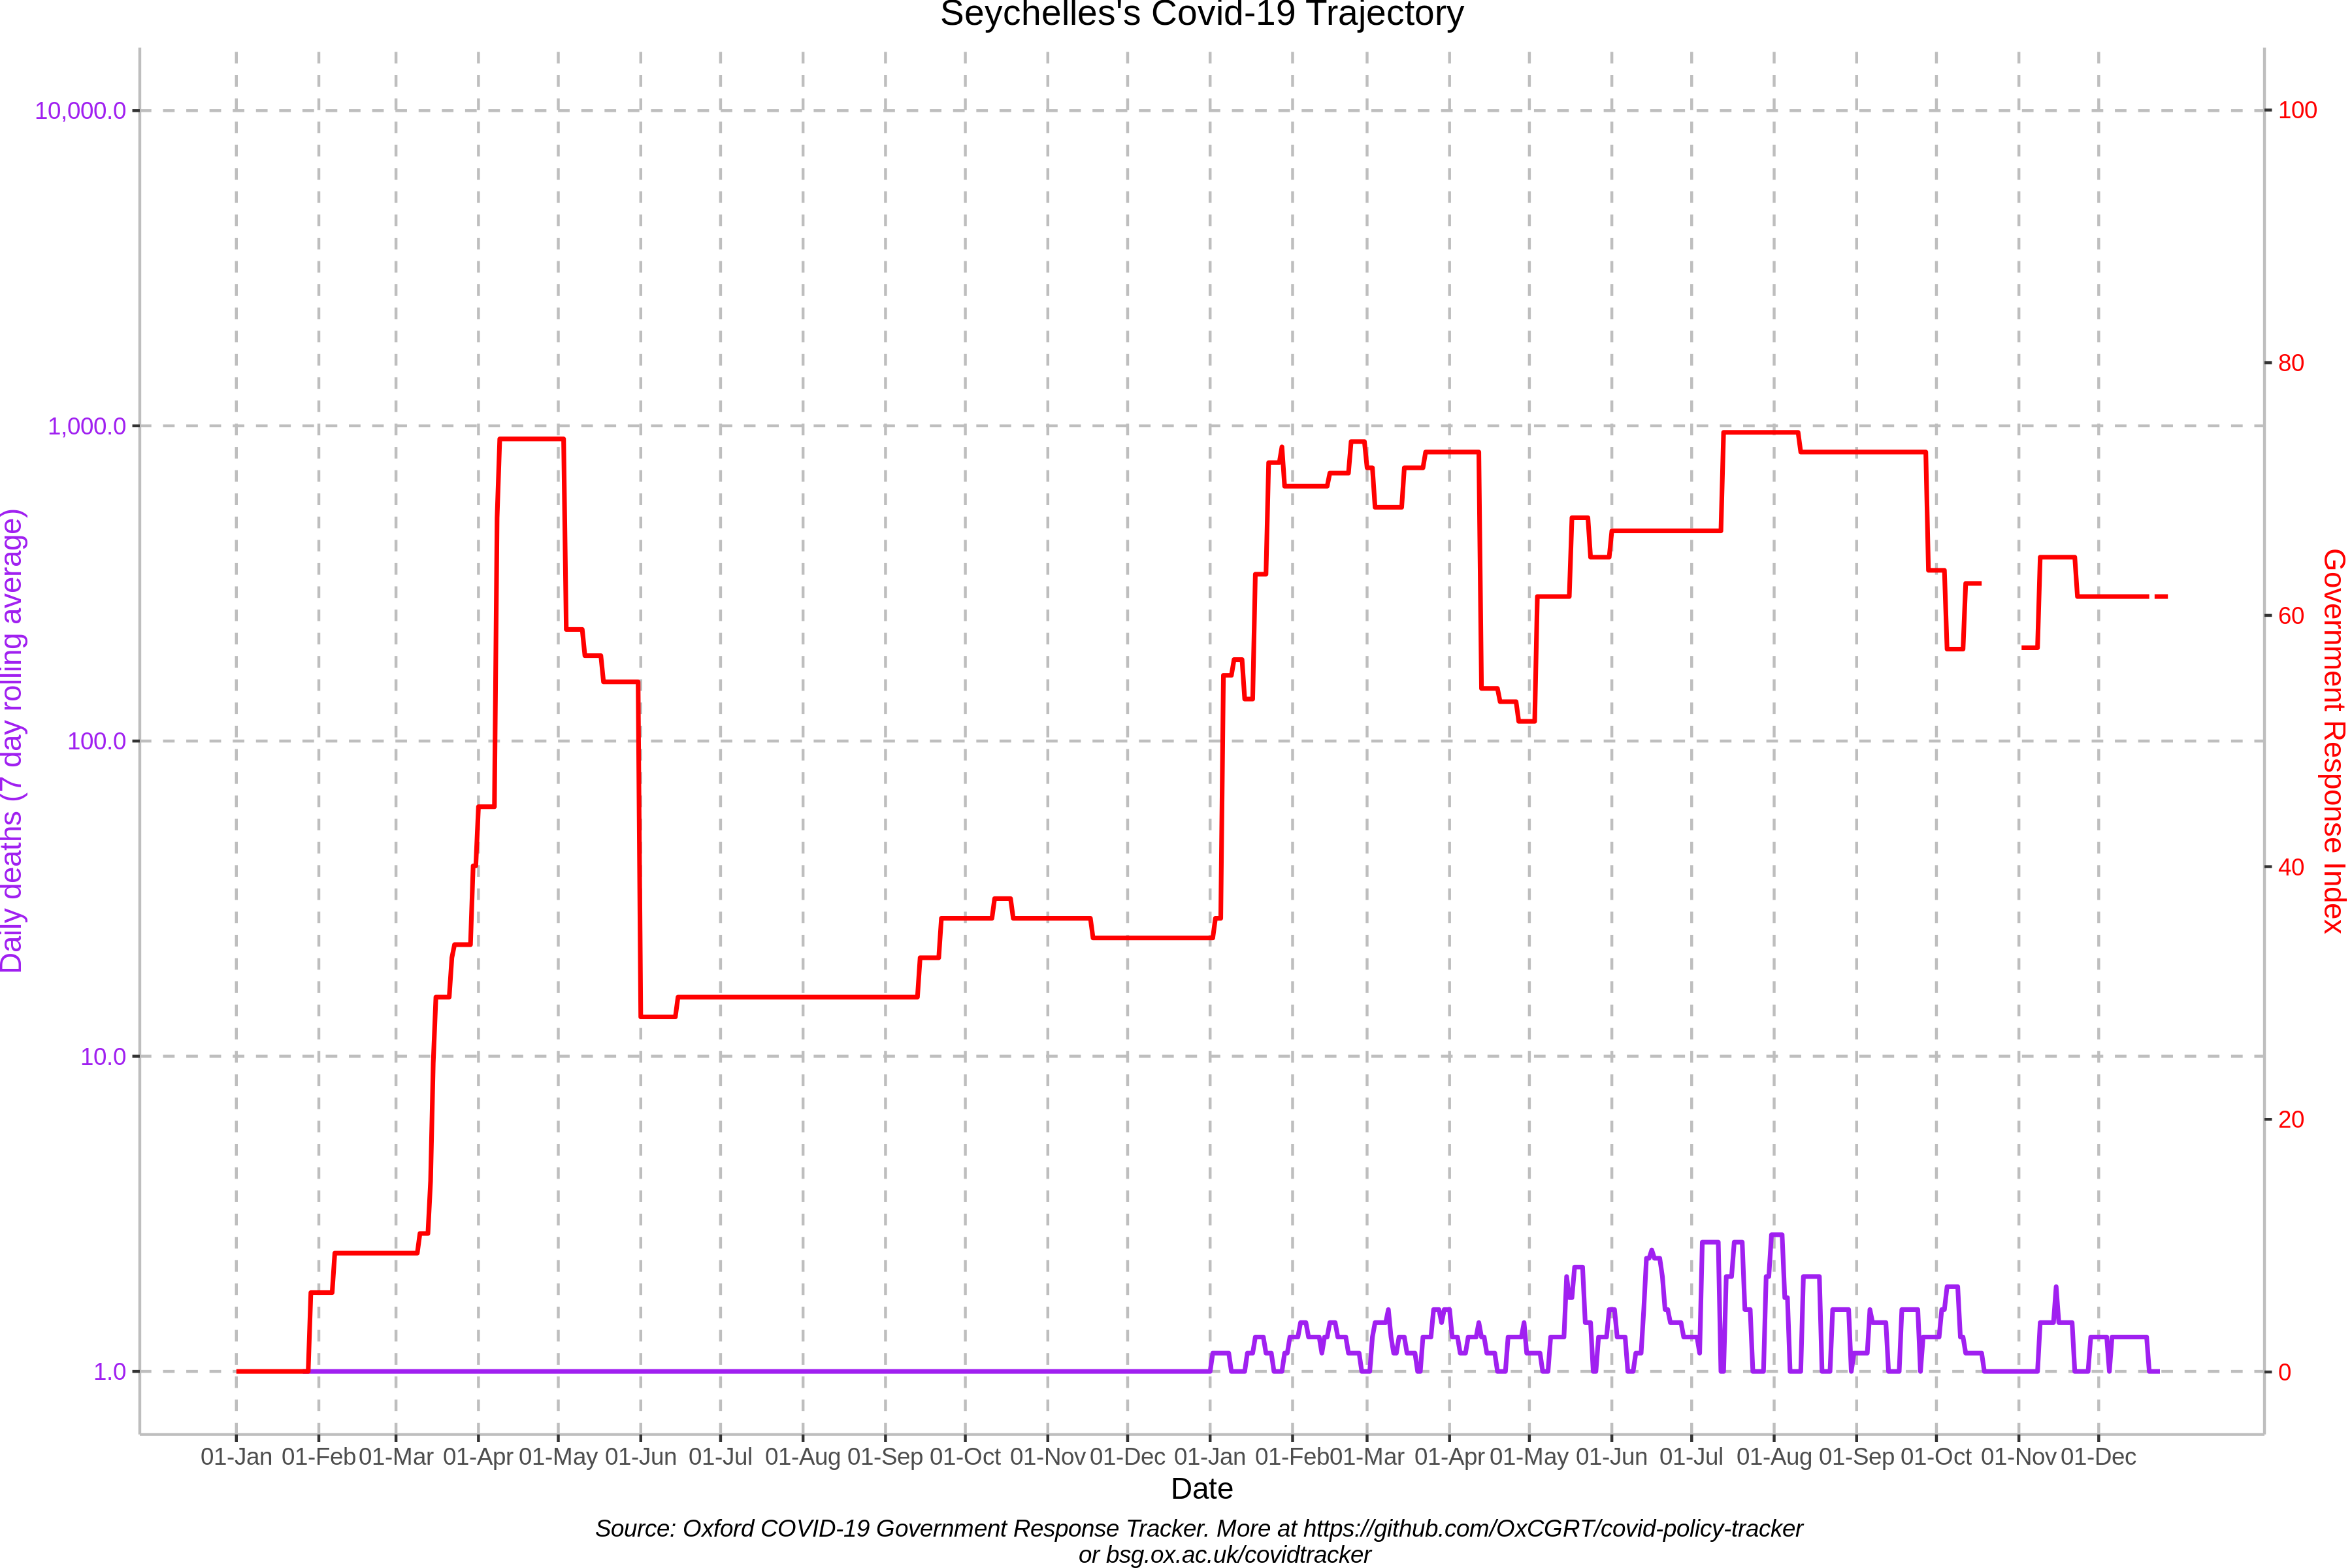 Seychelles's Covid-19 Trajectory
10,000.0
1,000.0
100.0
10.0
1.0
Daily deaths (7 day rolling average)
100
80
60
40
20
0
Government Response Index
01-Jan 01-Feb 01-Mar 01-Apr 01-May 01-Jun 01-Jul 01-Aug 01-Sep 01-Oct 01-Nov 01-Dec 01-Jan 01-Feb 01-Mar 01-Apr 01-May 01-Jun 01-Jul 01-Aug 01-Sep 01-Oct 01-Nov 01-Dec
Date
Source: Oxford COVID-19 Government Response Tracker. More at https://github.com/OxCGRT/covid-policy-tracker
or bsg.ox.ac.uk/covidtracker